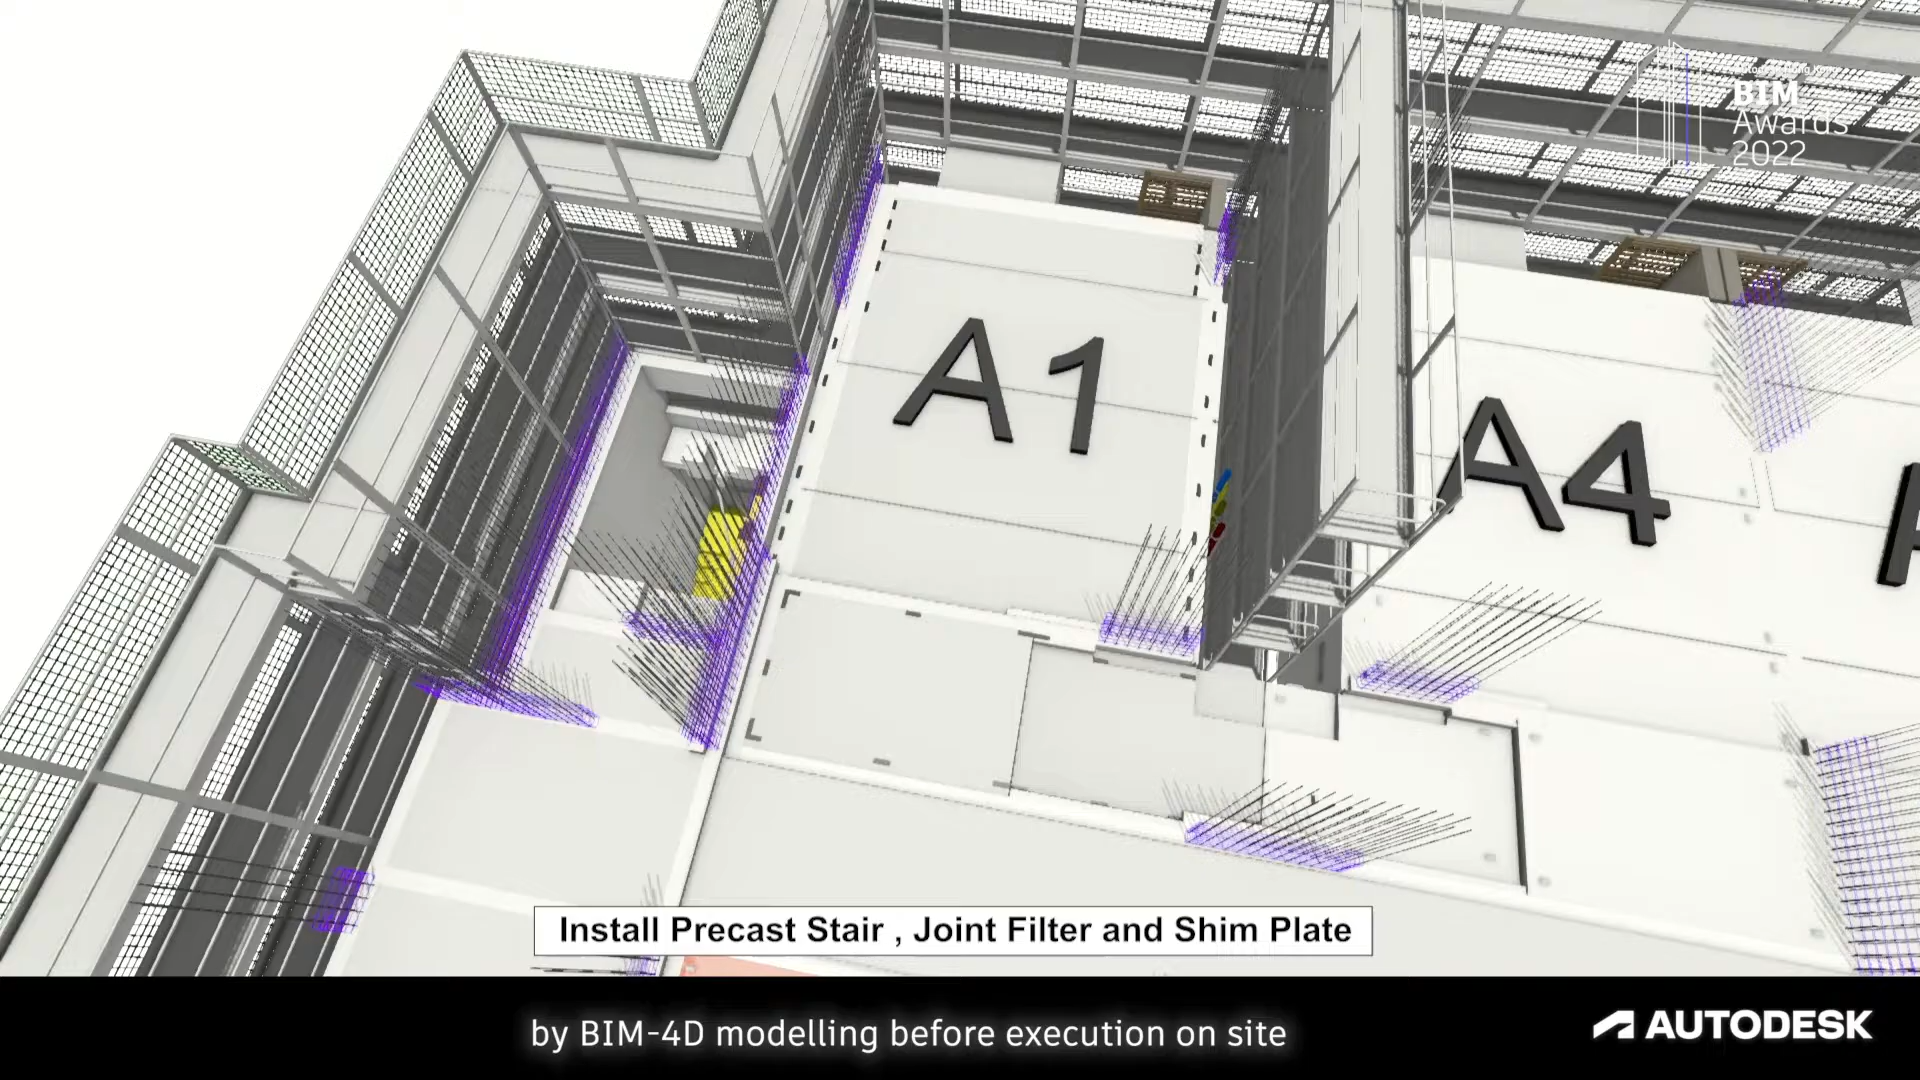 BIM
Awards
2022
A1
A4
Install Precast Stair , Joint Filter and Shim Plate
by BIM-4D modelling before execution on site
AUTODESK